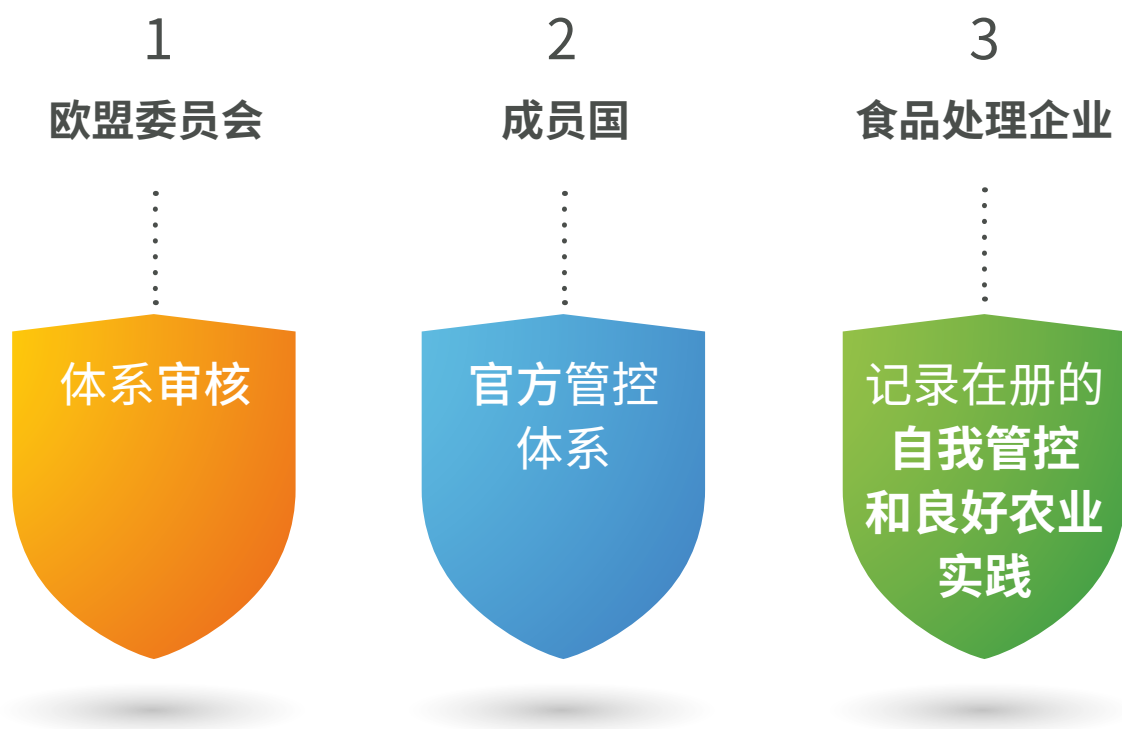 1
欧盟委员会
体系审核
2
成员国
官方管控
体系
3
食品处理企业
记录在册的
自我管控
和良好农业
实践